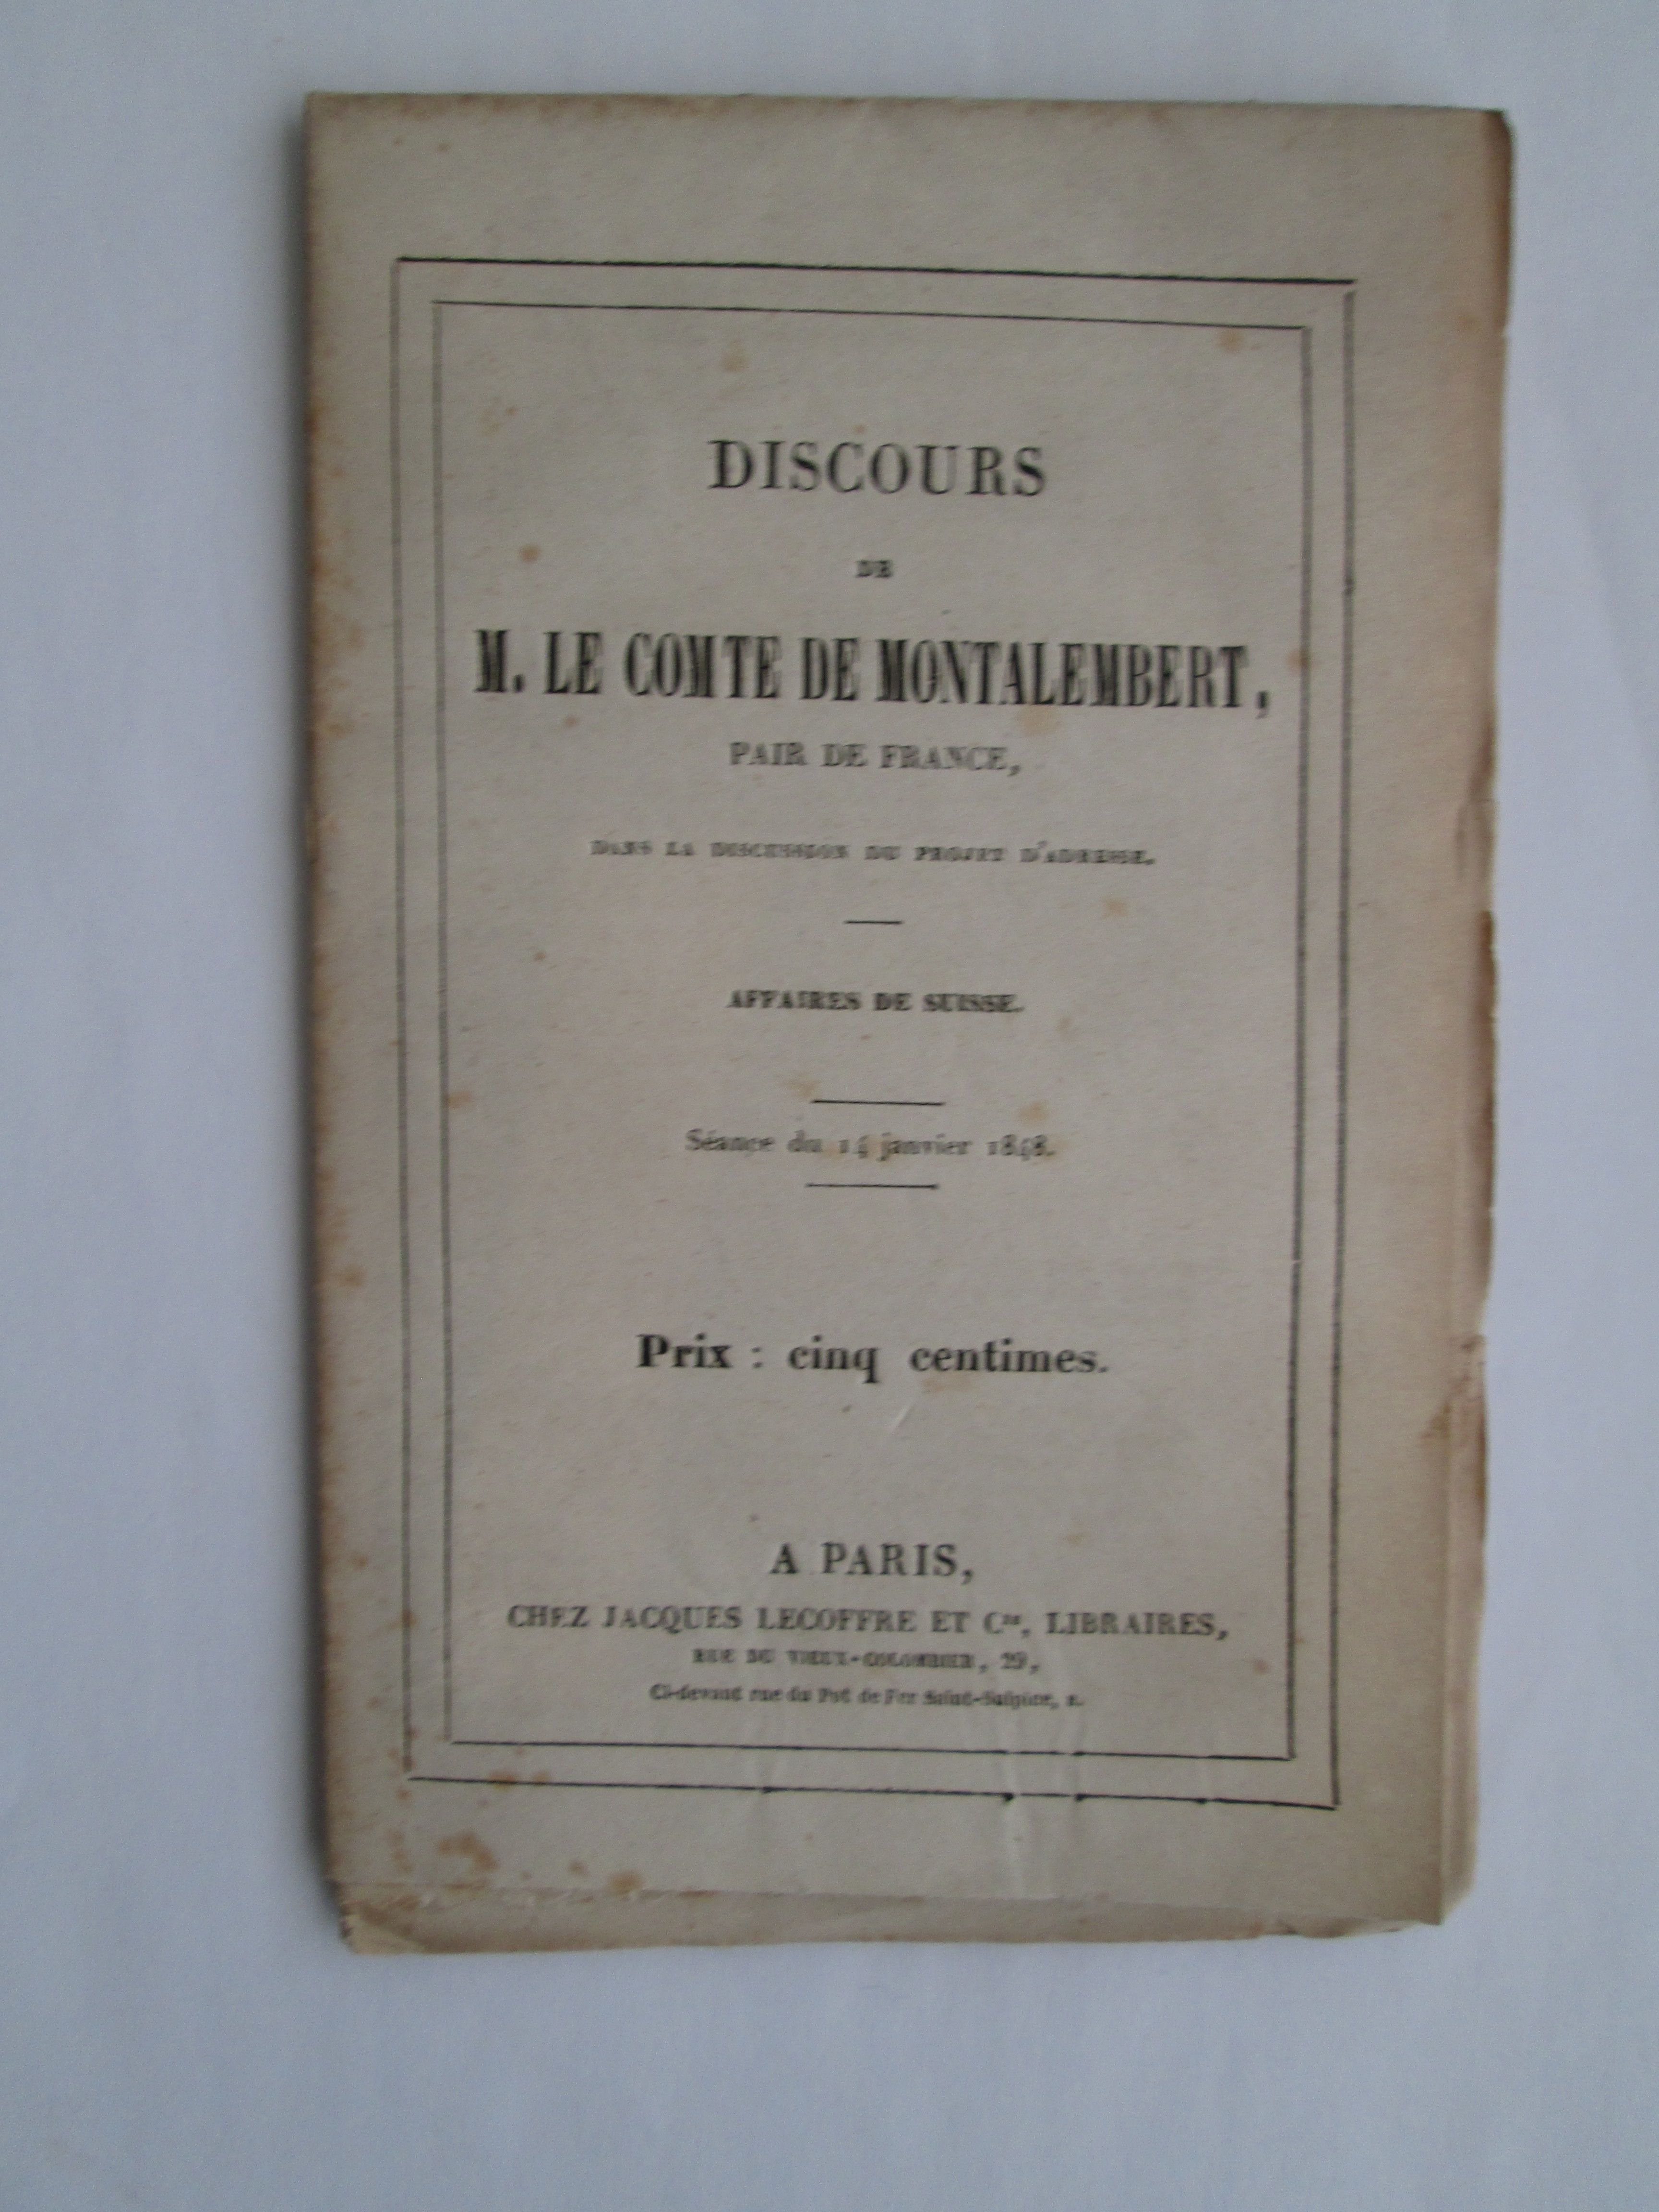 DISCOURS
DE
M. LE COMTE DE MONTALEMBERT,
PAIR DE FRANCE,
DANS LA DISCUSSION DU PROJET D'ADRESSE.
AFFAIRES DE SUISSE.
Séance du 14 janvier 1848.
Prix : cinq centimes.
A PARIS,
CHEZ JACQUES LECOFFRE ET Cie, LIBRAIRES,
RUE DU VIEUX-COLOMBIER, 29,
Ci-devant rue du Pot de Fer Saint-Sulpice,